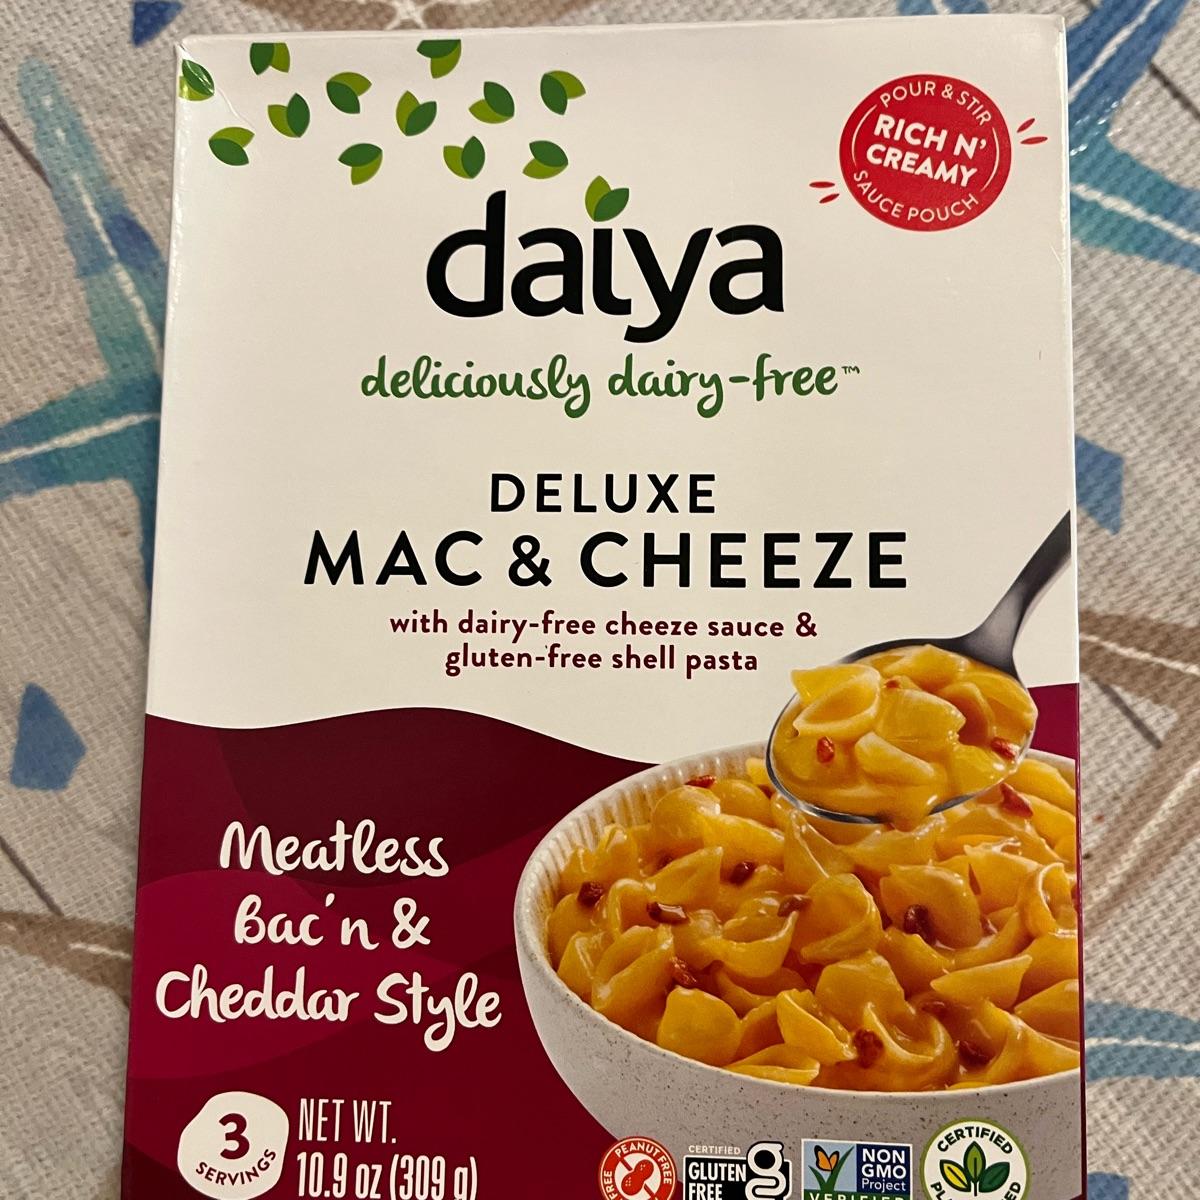 POUR & STIR
RICH N'
CREAMY
SAUCE POUCH
daiya
deliciously dairy-free™
DELUXE
MAC & CHEEZE
with dairy-free cheeze sauce &
gluten-free shell pasta
Meatless
Bac'n &
Cheddar Style
3
SERVINGS
NET WT.
10.9 oz (309 g)
PEANUT FREE
FREE
CERTIFIED
GLUTEN
FREE
g
NON
GMO
Project
VERIFIED
CERTIFIED